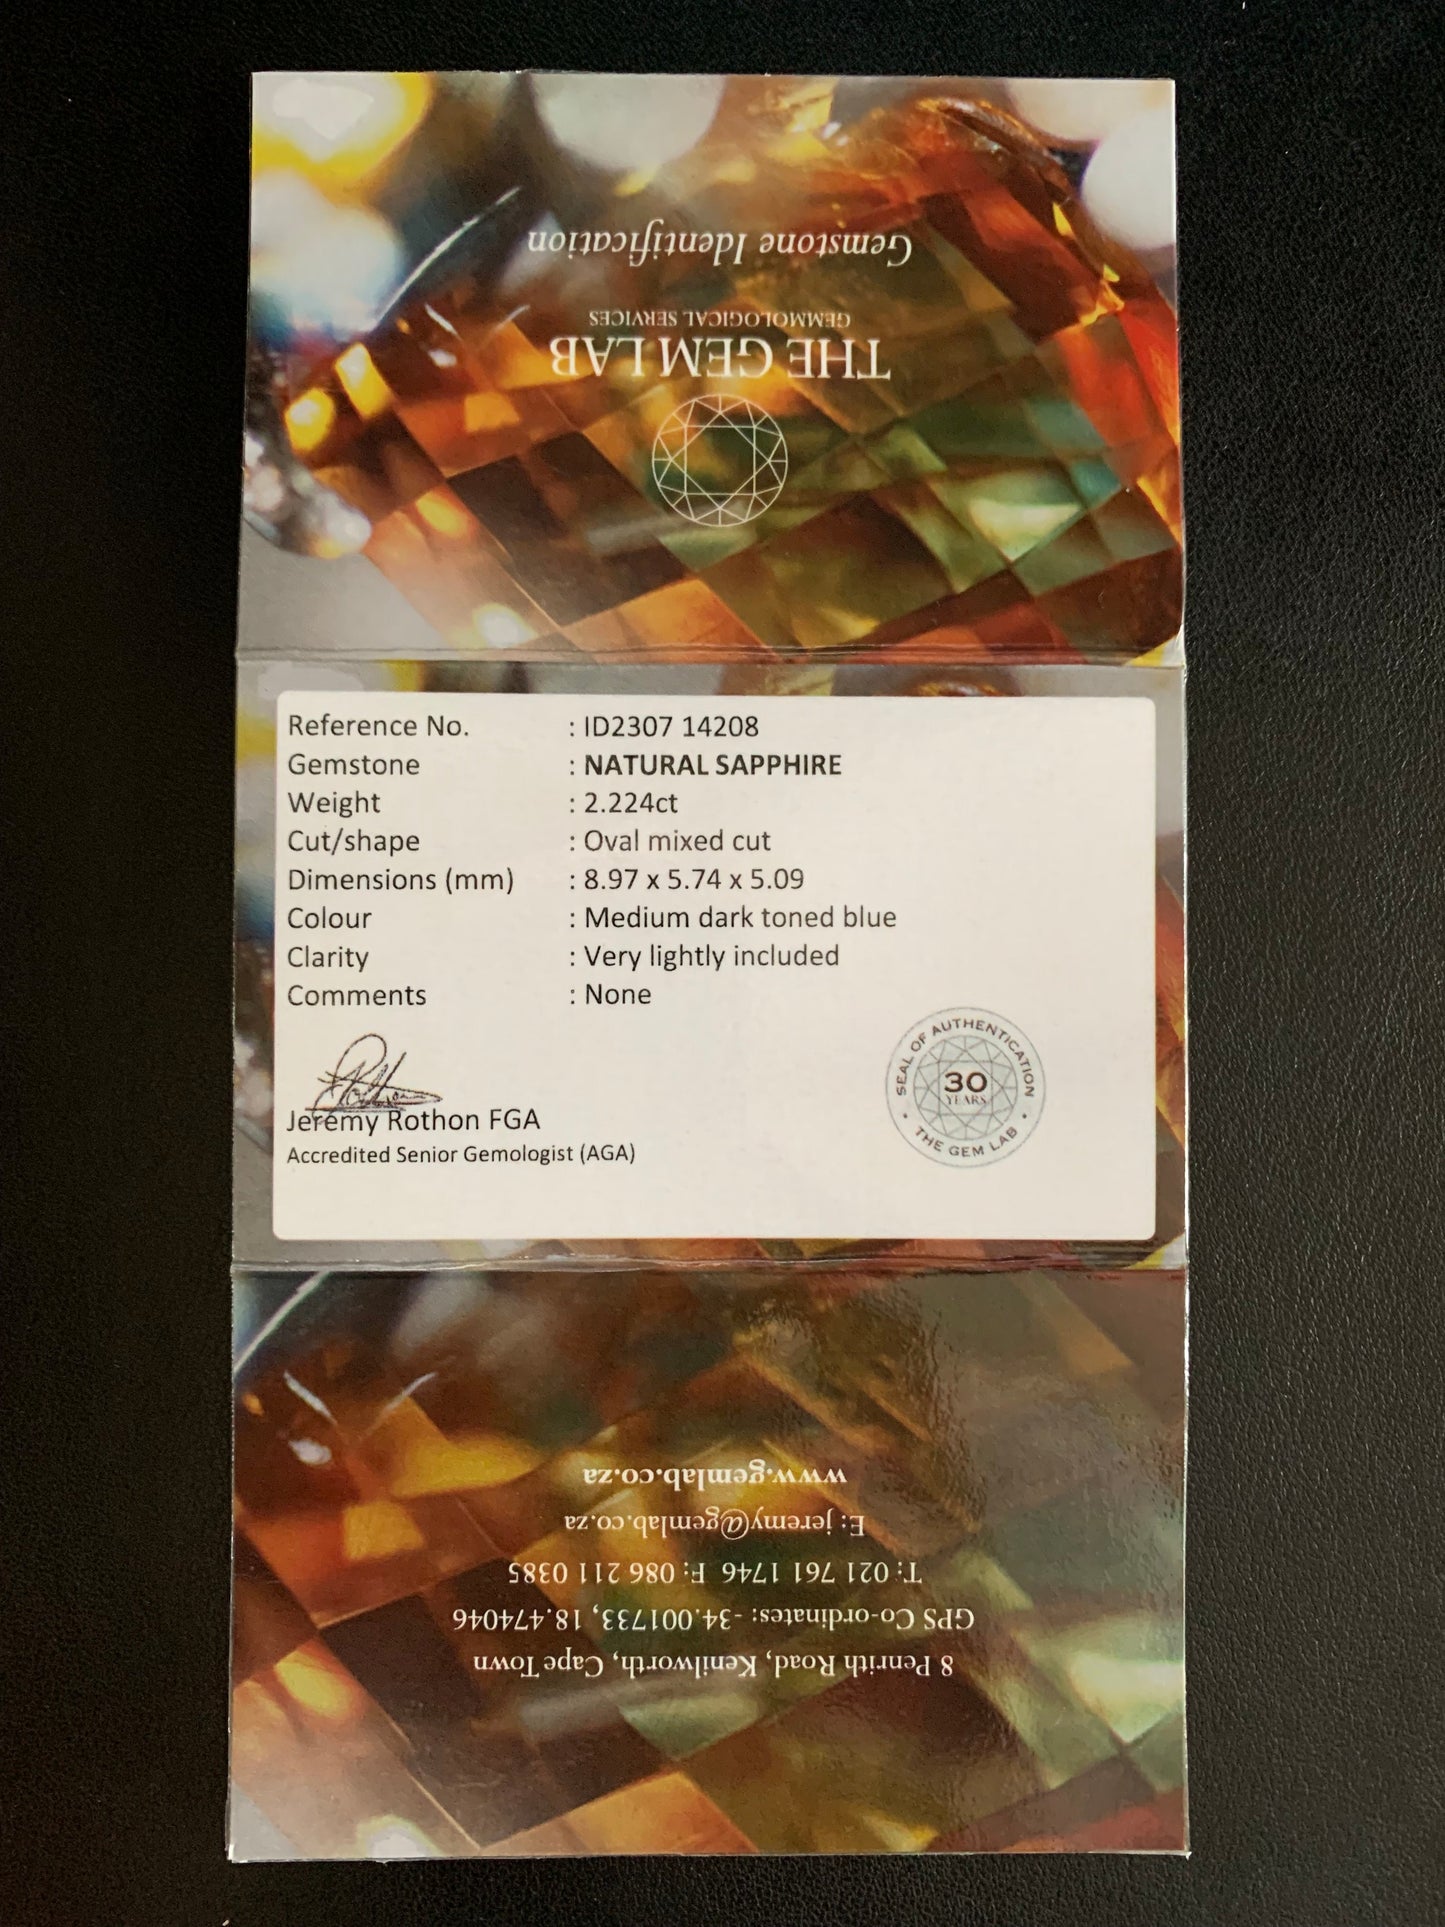 Gemstone Identification
GEMMOLOGICAL SERVICES
THE GEM LAB
Reference No. : ID2307 14208
Gemstone : NATURAL SAPPHIRE
Weight : 2.224ct
Cut/shape : Oval mixed cut
Dimensions (mm) : 8.97 x 5.74 x 5.09
Colour : Medium dark toned blue
Clarity : Very lightly included
Comments : None
Jeremy Rothon FGA
Accredited Senior Gemologist (AGA)
SEAL OF AUTHENTICATION
30
YEARS
• THE GEM LAB •
8 Penrith Road, Kenilworth, Cape Town
GPS Co-ordinates: -34.001733, 18.474046
T: 021 761 1746 F: 086 211 0385
E: jeremy@gemlab.co.za
www.gemlab.co.za